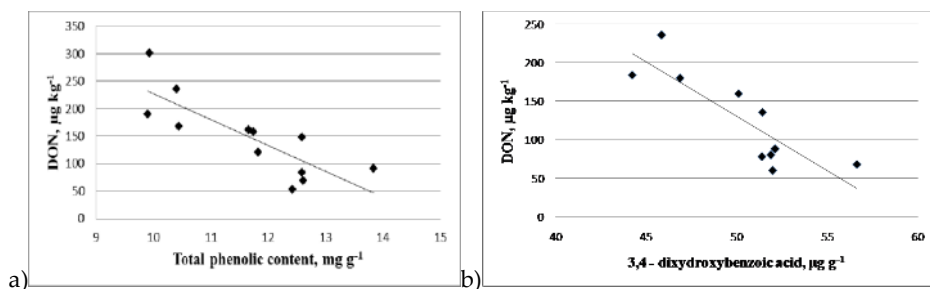 350
300
250
200
150
100
50
0
DON, µg kg-1
9 10 11 12 13 14 15
Total phenolic content, mg g-1
a)
250
200
150
100
50
0
DON, µg kg-1
40 45 50 55 60
3,4 - dixydroxybenzoic acid, µg g-1
b)